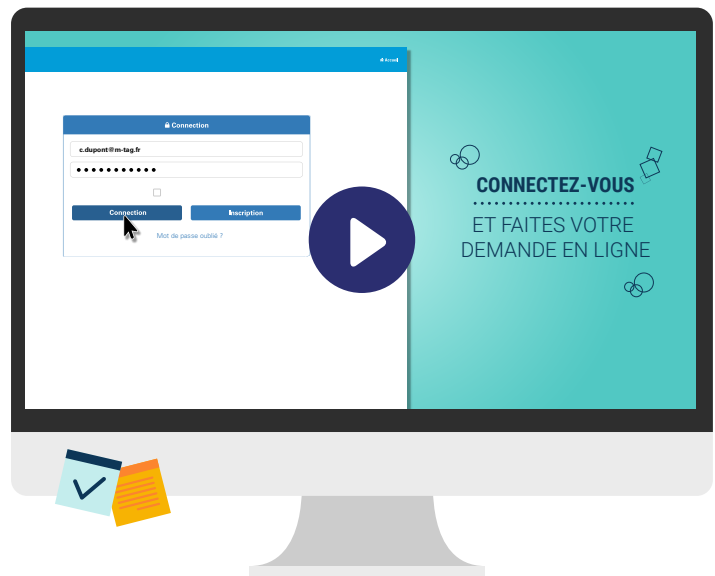 Accueil
Connection
c.dupont@m-tag.fr
Connection
Inscription
Mot de passe oublié ?
CONNECTEZ-VOUS
ET FAITES VOTRE
DEMANDE EN LIGNE